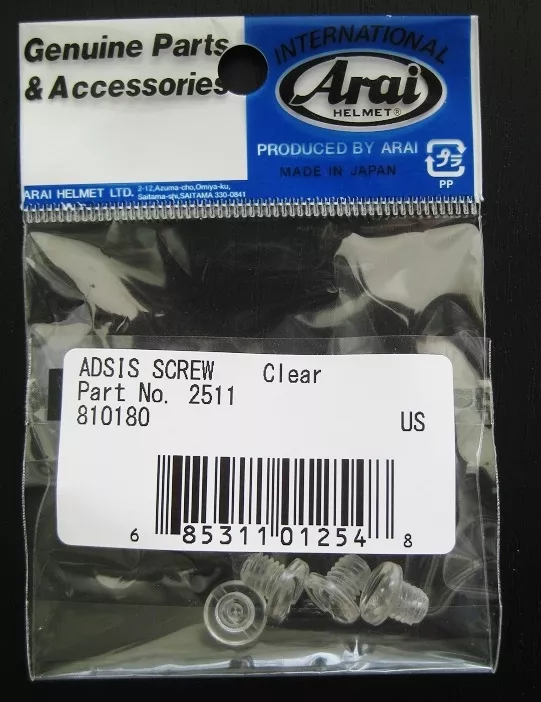 Genuine Parts
& Accessories
INTERNATIONAL
Arai
HELMET®
PRODUCED BY ARAI
MADE IN JAPAN
プラ
PP
ARAI HELMET LTD. 2-12,Azuma-cho,Omiya-ku,
Saitama-shi,SAITAMA 330-0841
ADSIS SCREW Clear
Part No. 2511
810180 US
6 85311 01254 8